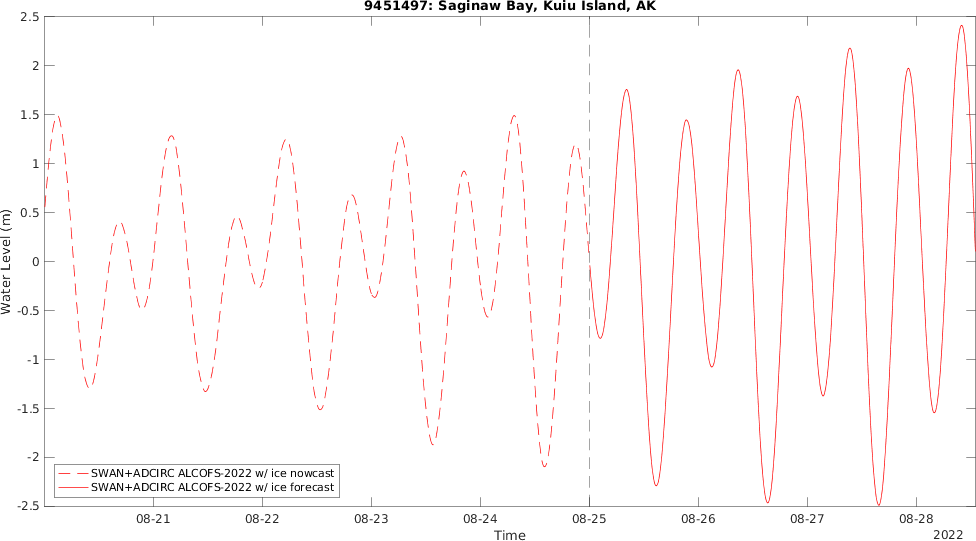 9451497: Saginaw Bay, Kuiu Island, AK
2.5
2
1.5
1
0.5
0
-0.5
-1
-1.5
-2
-2.5
Water Level (m)
SWAN+ADCIRC ALCOFS-2022 w/ ice nowcast
SWAN+ADCIRC ALCOFS-2022 w/ ice forecast
08-21 08-22 08-23 08-24 08-25 08-26 08-27 08-28
Time
2022